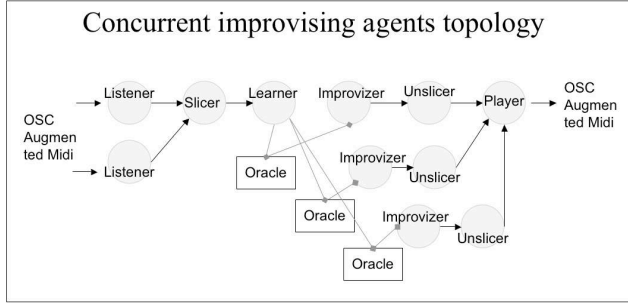 Concurrent improvising agents topology
OSC
Augmen
ted Midi
Listener
Listener
Slicer
Learner
Improvizer
Unslicer
Player
OSC
Augmen
ted Midi
Oracle
Improvizer
Unslicer
Oracle
Improvizer
Unslicer
Oracle